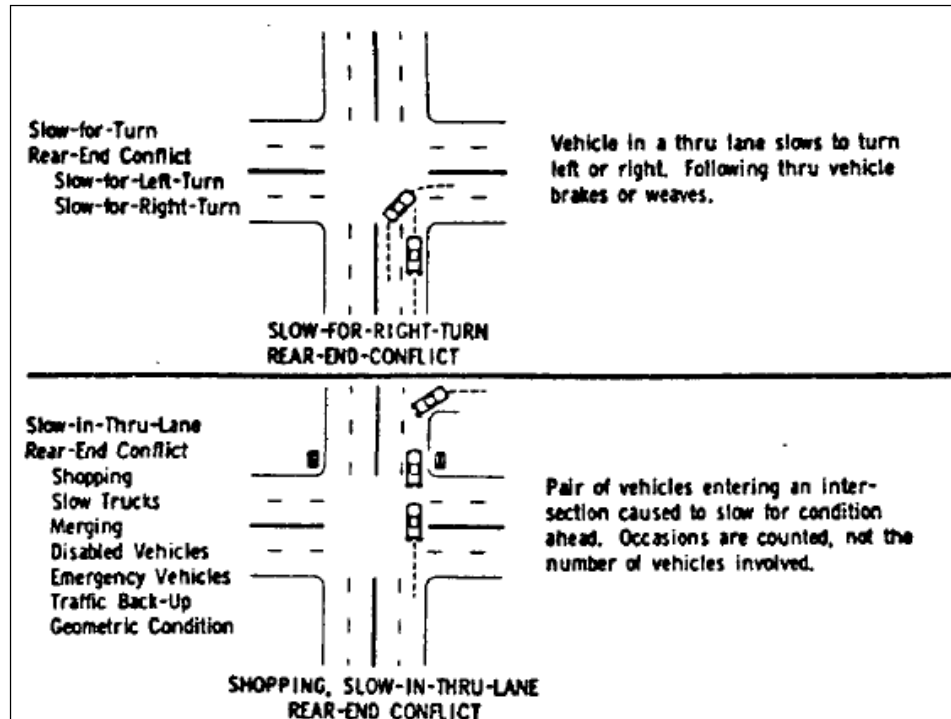 Slow-for-Turn
Rear-End Conflict
Slow-for-Left-Turn
Slow-for-Right-Turn
Vehicle in a thru lane slows to turn
left or right. Following thru vehicle
brakes or weaves.
SLOW-FOR-RIGHT-TURN
REAR-END-CONFLICT
Slow-in-Thru-Lane
Rear-End Conflict
Shopping
Slow Trucks
Merging
Disabled Vehicles
Emergency Vehicles
Traffic Back-Up
Geometric Condition
Pair of vehicles entering an inter-
section caused to slow for condition
ahead. Occasions are counted, not the
number of vehicles involved.
SHOPPING, SLOW-IN-THRU-LANE
REAR-END CONFLICT